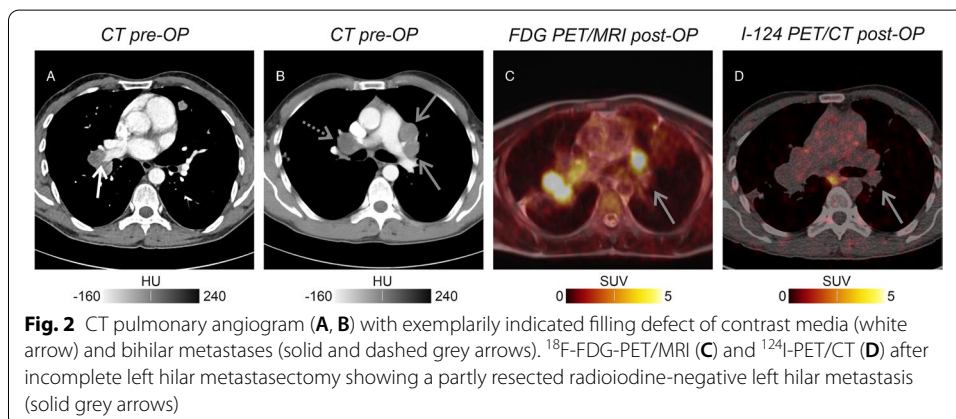 CT pre-OP CT pre-OP FDG PET/MRI post-OP I-124 PET/CT post-OP
A B C D
HU HU SUV SUV
-160 240 -160 240 0 5 0 5
Fig. 2 CT pulmonary angiogram (A, B) with exemplarily indicated filling defect of contrast media (white
arrow) and bihilar metastases (solid and dashed grey arrows). ¹⁸F-FDG-PET/MRI (C) and ¹²⁴I-PET/CT (D) after
incomplete left hilar metastasectomy showing a partly resected radioiodine-negative left hilar metastasis
(solid grey arrows)